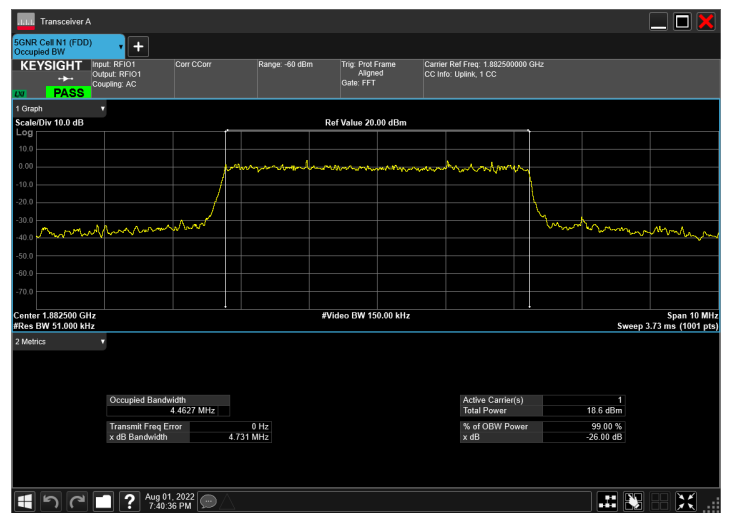 Transceiver A
5GNR Cell N1 (FDD)
Occupied BW
KEYSIGHT
LXI
PASS
Input: RFIO1
Output: RFIO1
Coupling: AC
Corr CCorr
Range: -60 dBm
Trig: Prot Frame
Aligned
Gate: FFT
Carrier Ref Freq: 1.882500000 GHz
CC Info: Uplink, 1 CC
1 Graph
Scale/Div 10.0 dB
Ref Value 20.00 dBm
Log
10.0
0.00
-10.0
-20.0
-30.0
-40.0
-50.0
-60.0
-70.0
Center 1.882500 GHz
#Video BW 150.00 kHz
Span 10 MHz
#Res BW 51.000 kHz
Sweep 3.73 ms (1001 pts)
2 Metrics
Occupied Bandwidth
4.4627 MHz
Transmit Freq Error 0 Hz
x dB Bandwidth 4.731 MHz
Active Carrier(s) 1
Total Power 18.6 dBm
% of OBW Power 99.00 %
x dB -26.00 dB
?
Aug 01, 2022
7:40:36 PM